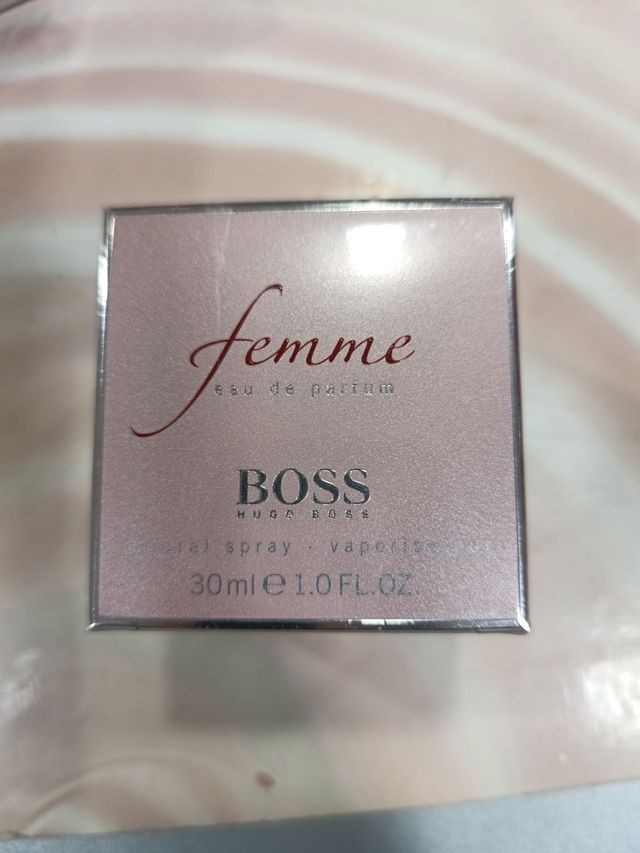 femme
eau de parfum
BOSS
HUGO BOSS
natural spray · vaporisateur
30ml e 1.0 FL.OZ.